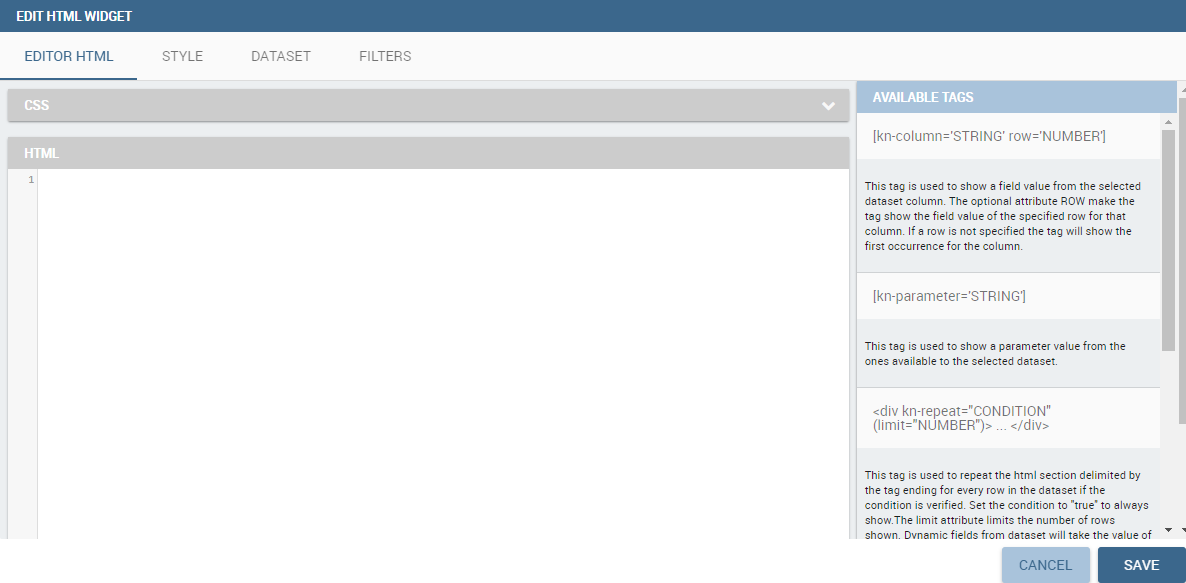 EDIT HTML WIDGET
EDITOR HTML
STYLE
DATASET
FILTERS
CSS
HTML
1
AVAILABLE TAGS
[kn-column='STRING' row='NUMBER']
This tag is used to show a field value from the selected
dataset column. The optional attribute ROW make the
tag show the field value of the specified row for that
column. If a row is not specified the tag will show the
first occurrence for the column.
[kn-parameter='STRING']
This tag is used to show a parameter value from the
ones available to the selected dataset.
<div kn-repeat="CONDITION"
(limit="NUMBER")> ... </div>
This tag is used to repeat the html section delimited by
the tag ending for every row in the dataset if the
condition is verified. Set the condition to "true" to always
show.The limit attribute limits the number of rows
shown. Dynamic fields from dataset will take the value of
CANCEL
SAVE